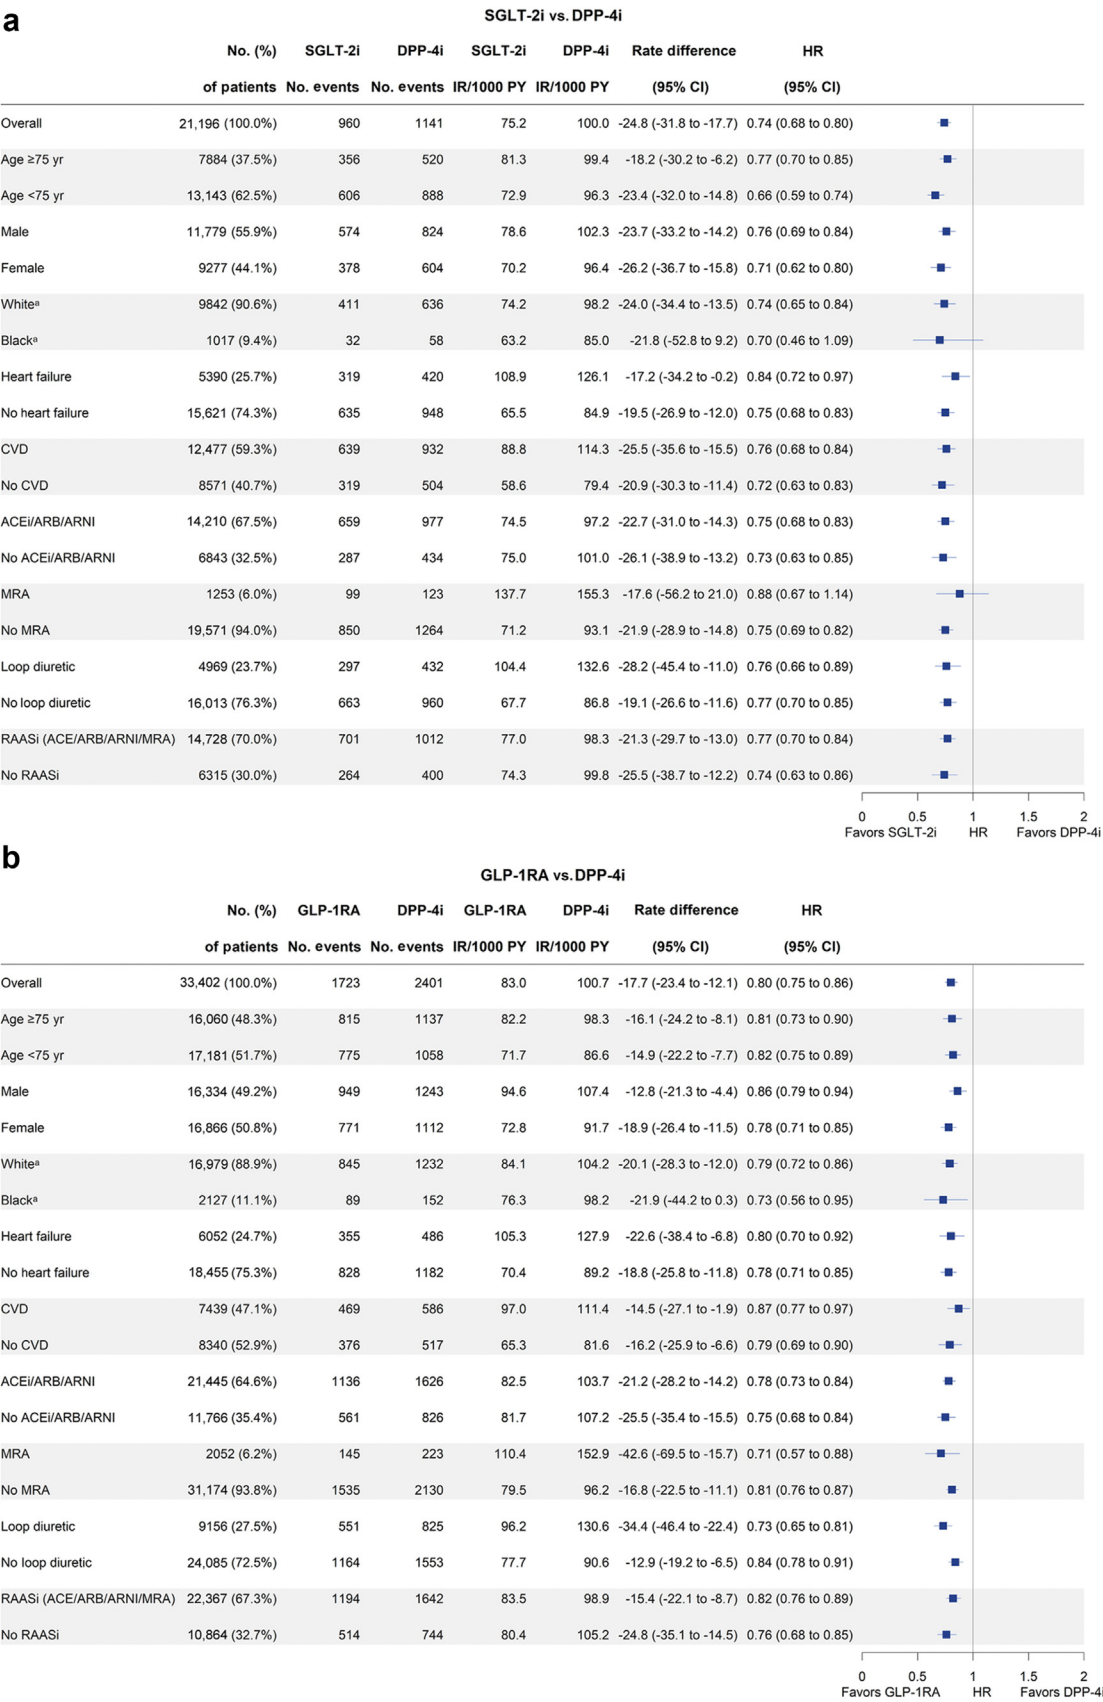 a
SGLT-2i vs. DPP-4i
No. (%) SGLT-2i DPP-4i SGLT-2i DPP-4i Rate difference HR
of patients No. events No. events IR/1000 PY IR/1000 PY (95% CI) (95% CI)
Overall 21,196 (100.0%) 960 1141 75.2 100.0 -24.8 (-31.8 to -17.7) 0.74 (0.68 to 0.80)
Age ≥75 yr 7884 (37.5%) 356 520 81.3 99.4 -18.2 (-30.2 to -6.2) 0.77 (0.70 to 0.85)
Age <75 yr 13,143 (62.5%) 606 888 72.9 96.3 -23.4 (-32.0 to -14.8) 0.66 (0.59 to 0.74)
Male 11,779 (55.9%) 574 824 78.6 102.3 -23.7 (-33.2 to -14.2) 0.76 (0.69 to 0.84)
Female 9277 (44.1%) 378 604 70.2 96.4 -26.2 (-36.7 to -15.8) 0.71 (0.62 to 0.80)
Whiteᵃ 9842 (90.6%) 411 636 74.2 98.2 -24.0 (-34.4 to -13.5) 0.74 (0.65 to 0.84)
Blackᵃ 1017 (9.4%) 32 58 63.2 85.0 -21.8 (-52.8 to 9.2) 0.70 (0.46 to 1.09)
Heart failure 5390 (25.7%) 319 420 108.9 126.1 -17.2 (-34.2 to -0.2) 0.84 (0.72 to 0.97)
No heart failure 15,621 (74.3%) 635 948 65.5 84.9 -19.5 (-26.9 to -12.0) 0.75 (0.68 to 0.83)
CVD 12,477 (59.3%) 639 932 88.8 114.3 -25.5 (-35.6 to -15.5) 0.76 (0.68 to 0.84)
No CVD 8571 (40.7%) 319 504 58.6 79.4 -20.9 (-30.3 to -11.4) 0.72 (0.63 to 0.83)
ACEi/ARB/ARNI 14,210 (67.5%) 659 977 74.5 97.2 -22.7 (-31.0 to -14.3) 0.75 (0.68 to 0.83)
No ACEi/ARB/ARNI 6843 (32.5%) 287 434 75.0 101.0 -26.1 (-38.9 to -13.2) 0.73 (0.63 to 0.85)
MRA 1253 (6.0%) 99 123 137.7 155.3 -17.6 (-56.2 to 21.0) 0.88 (0.67 to 1.14)
No MRA 19,571 (94.0%) 850 1264 71.2 93.1 -21.9 (-28.9 to -14.8) 0.75 (0.69 to 0.82)
Loop diuretic 4969 (23.7%) 297 432 104.4 132.6 -28.2 (-45.4 to -11.0) 0.76 (0.66 to 0.89)
No loop diuretic 16,013 (76.3%) 663 960 67.7 86.8 -19.1 (-26.6 to -11.6) 0.77 (0.70 to 0.85)
RAASi (ACE/ARB/ARNI/MRA) 14,728 (70.0%) 701 1012 77.0 98.3 -21.3 (-29.7 to -13.0) 0.77 (0.70 to 0.84)
No RAASi 6315 (30.0%) 264 400 74.3 99.8 -25.5 (-38.7 to -12.2) 0.74 (0.63 to 0.86)
0 0.5 1 1.5 2
Favors SGLT-2i HR Favors DPP-4i
b
GLP-1RA vs. DPP-4i
No. (%) GLP-1RA DPP-4i GLP-1RA DPP-4i Rate difference HR
of patients No. events No. events IR/1000 PY IR/1000 PY (95% CI) (95% CI)
Overall 33,402 (100.0%) 1723 2401 83.0 100.7 -17.7 (-23.4 to -12.1) 0.80 (0.75 to 0.86)
Age ≥75 yr 16,060 (48.3%) 815 1137 82.2 98.3 -16.1 (-24.2 to -8.1) 0.81 (0.73 to 0.90)
Age <75 yr 17,181 (51.7%) 775 1058 71.7 86.6 -14.9 (-22.2 to -7.7) 0.82 (0.75 to 0.89)
Male 16,334 (49.2%) 949 1243 94.6 107.4 -12.8 (-21.3 to -4.4) 0.86 (0.79 to 0.94)
Female 16,866 (50.8%) 771 1112 72.8 91.7 -18.9 (-26.4 to -11.5) 0.78 (0.71 to 0.85)
Whiteᵃ 16,979 (88.9%) 845 1232 84.1 104.2 -20.1 (-28.3 to -12.0) 0.79 (0.72 to 0.86)
Blackᵃ 2127 (11.1%) 89 152 76.3 98.2 -21.9 (-44.2 to 0.3) 0.73 (0.56 to 0.95)
Heart failure 6052 (24.7%) 355 486 105.3 127.9 -22.6 (-38.4 to -6.8) 0.80 (0.70 to 0.92)
No heart failure 18,455 (75.3%) 828 1182 70.4 89.2 -18.8 (-25.8 to -11.8) 0.78 (0.71 to 0.85)
CVD 7439 (47.1%) 469 586 97.0 111.4 -14.5 (-27.1 to -1.9) 0.87 (0.77 to 0.97)
No CVD 8340 (52.9%) 376 517 65.3 81.6 -16.2 (-25.9 to -6.6) 0.79 (0.69 to 0.90)
ACEi/ARB/ARNI 21,445 (64.6%) 1136 1626 82.5 103.7 -21.2 (-28.2 to -14.2) 0.78 (0.73 to 0.84)
No ACEi/ARB/ARNI 11,766 (35.4%) 561 826 81.7 107.2 -25.5 (-35.4 to -15.5) 0.75 (0.68 to 0.84)
MRA 2052 (6.2%) 145 223 110.4 152.9 -42.6 (-69.5 to -15.7) 0.71 (0.57 to 0.88)
No MRA 31,174 (93.8%) 1535 2130 79.5 96.2 -16.8 (-22.5 to -11.1) 0.81 (0.76 to 0.87)
Loop diuretic 9156 (27.5%) 551 825 96.2 130.6 -34.4 (-46.4 to -22.4) 0.73 (0.65 to 0.81)
No loop diuretic 24,085 (72.5%) 1164 1553 77.7 90.6 -12.9 (-19.2 to -6.5) 0.84 (0.78 to 0.91)
RAASi (ACE/ARB/ARNI/MRA) 22,367 (67.3%) 1194 1642 83.5 98.9 -15.4 (-22.1 to -8.7) 0.82 (0.76 to 0.89)
No RAASi 10,864 (32.7%) 514 744 80.4 105.2 -24.8 (-35.1 to -14.5) 0.76 (0.68 to 0.85)
0 0.5 1 1.5 2
Favors GLP-1RA HR Favors DPP-4i